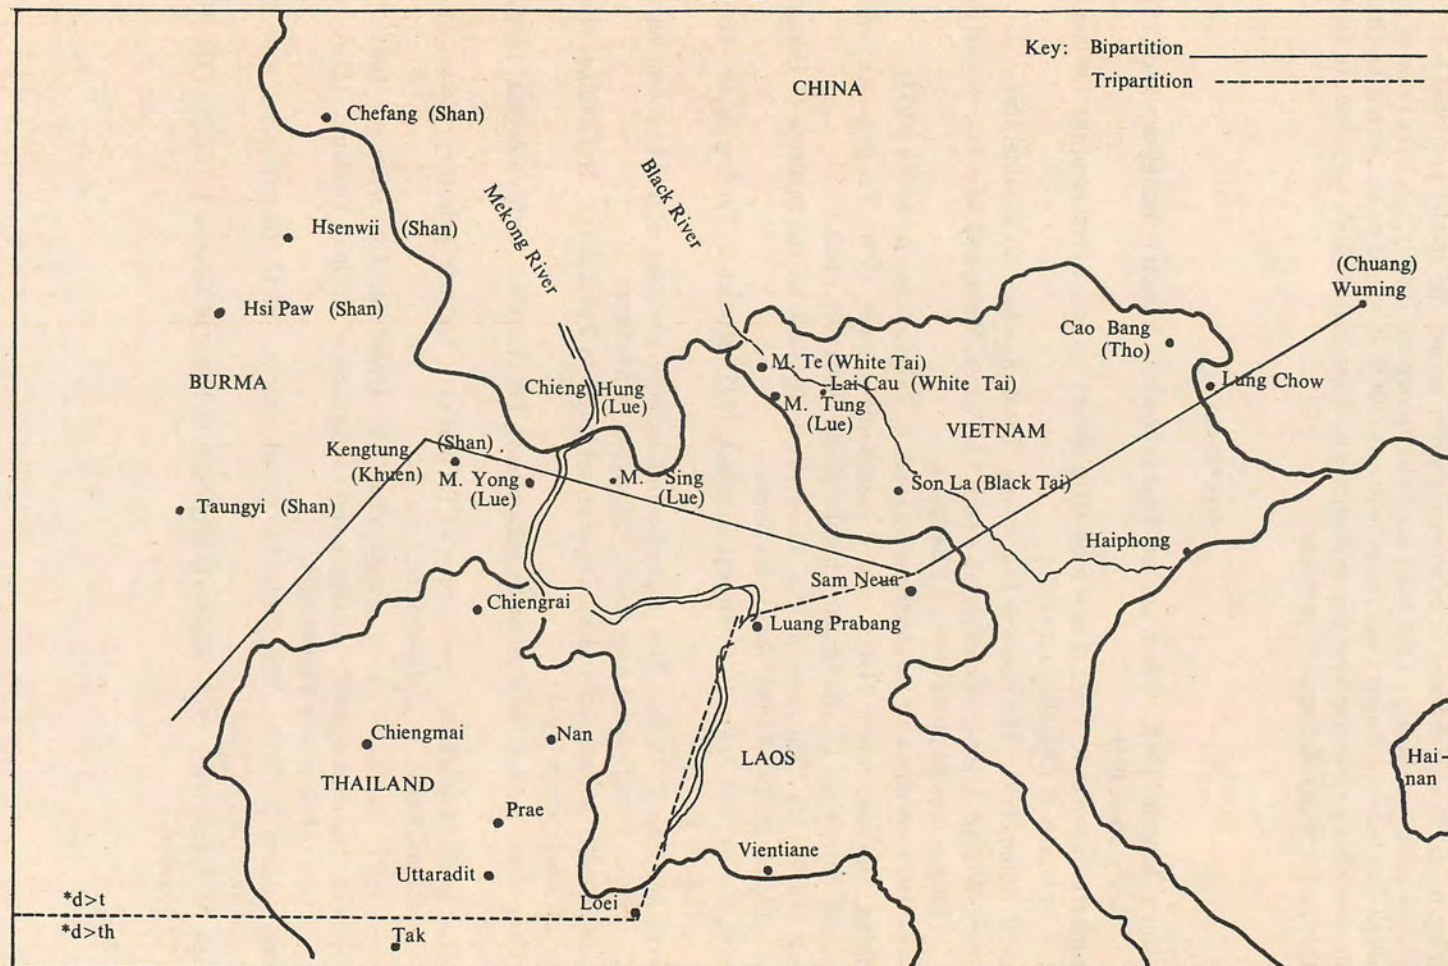 Key: Bipartition
Tripartition
CHINA
Chefang (Shan)
Black River
Mekong River
Hsenwii (Shan)
(Chuang)
Wuming
Hsi Paw (Shan)
Cao Bang
(Tho)
M. Te (White Tai)
BURMA
Chieng Hung
(Lue)
Lai Cau (White Tai)
Lung Chow
M. Tung
(Lue)
VIETNAM
Kengtung (Shan)
(Khuen)
M. Yong
(Lue)
M. Sing
(Lue)
Son La (Black Tai)
Taungyi (Shan)
Haiphong
Sam Neua
Chiengrai
Luang Prabang
Chiengmai
Nan
LAOS
Hai-
nan
THAILAND
Prae
Vientiane
Uttaradit
Loei
*d>t
*d>th
Tak